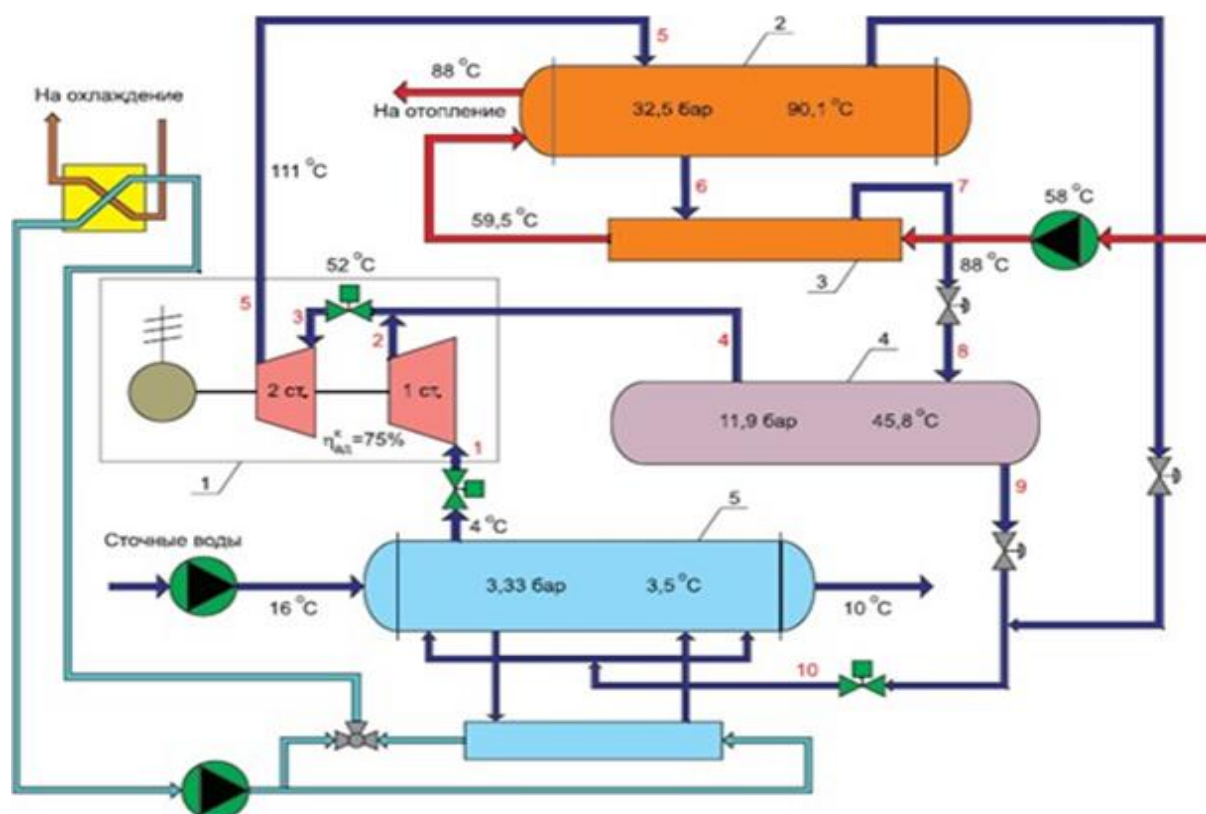 5
2
На охлаждение
88 °C
На отопление
32,5 бар 90,1 °C
111 °C
6
7
59,5 °C
58 °C
52 °C
88 °C
3
5
3
2
4
4
8
2 ст.
1 ст.
11,9 бар 45,8 °C
η ад к =75%
1
1
9
5
4 °C
Сточные воды
3,33 бар 3,5 °C
16 °C
10 °C
10